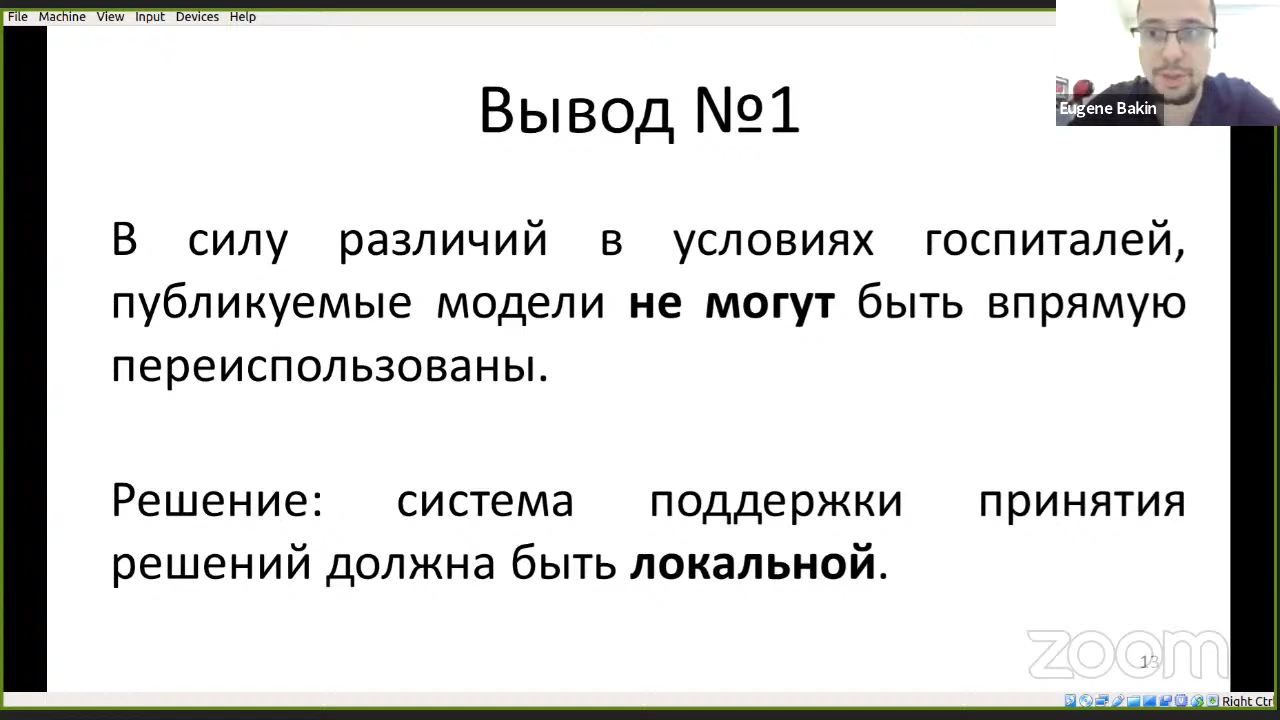 File Machine View Input Devices Help
Вывод №1
Eugene Bakin
В силу различий в условиях госпиталей,
публикуемые модели не могут быть впрямую
переиспользованы.
Решение: система поддержки принятия
решений должна быть локальной.
zoom
13
Right Ctrl